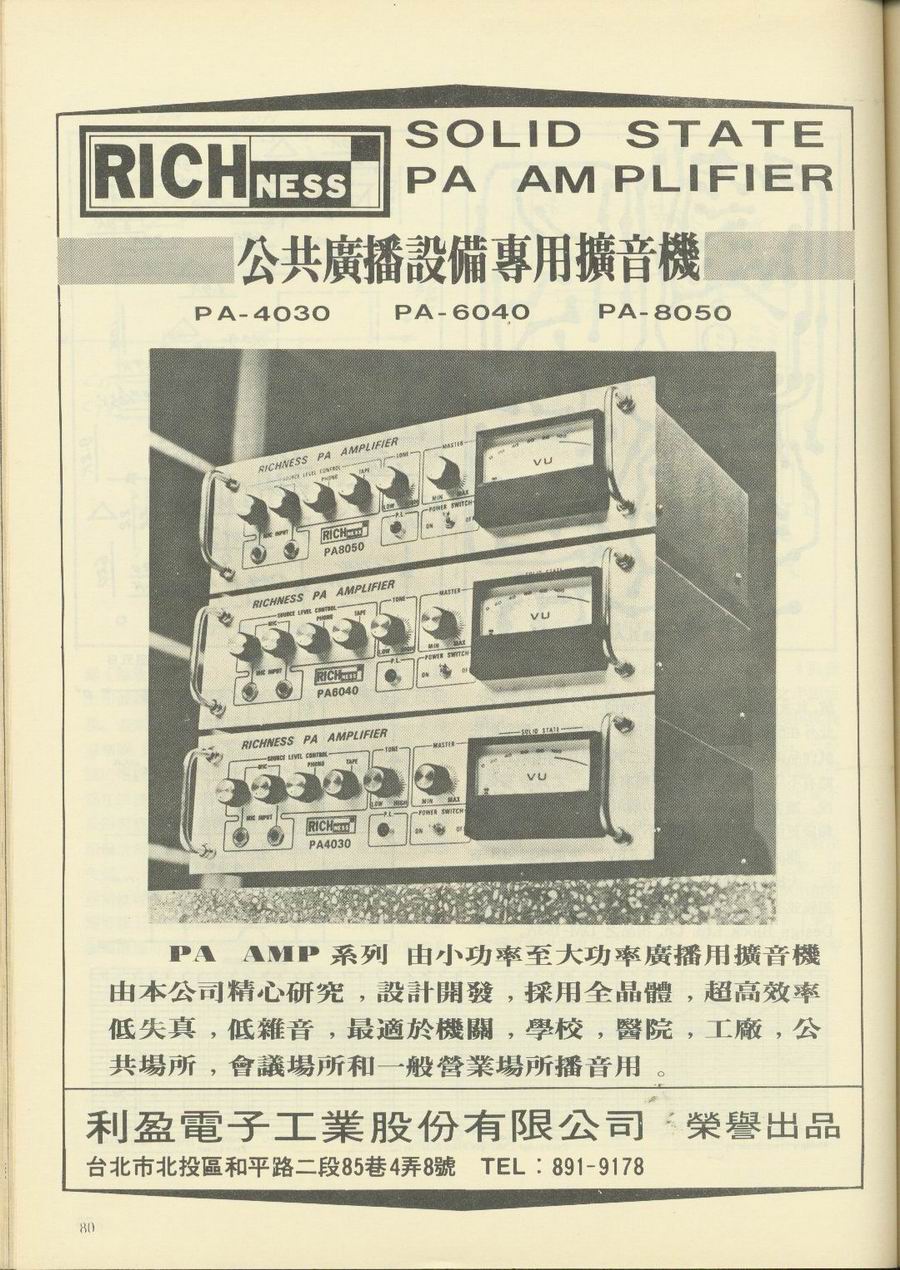 RICHNESS
SOLID STATE
PA AMPLIFIER
公共廣播設備專用擴音機
PA-4030 PA-6040 PA-8050
RICHNESS PA AMPLIFIER
SOURCE LEVEL CONTROL
PHONO TAPE TONE MASTER
VU
LOW HIGH MIN MAX
MIC INPUT
P.L POWER SWITCH
ON
RICHNESS
PA8050
RICHNESS PA AMPLIFIER
SOLID STATE
SOURCE LEVEL CONTROL
MIC PHONO TAPE TONE MASTER
VU
LOW HIGH MIN MAX
MIC INPUT
P.L POWER SWITCH
ON OF
RICHNESS
PA6040
RICHNESS PA AMPLIFIER
SOLID STATE
SOURCE LEVEL CONTROL
MIC PHONO TAPE TONE MASTER
VU
LOW HIGH MIN MAX
MIC INPUT
P.L POWER SWITCH
ON OF
RICHNESS
PA4030
PA AMP 系列 由小功率至大功率廣播用擴音機
由本公司精心研究，設計開發，採用全晶體，超高效率
低失真，低雜音，最適於機關，學校，醫院，工廠，公
共場所，會議場所和一般營業場所播音用。
利盈電子工業股份有限公司 榮譽出品
台北市北投區和平路二段85巷4弄8號 TEL：891-9178
80